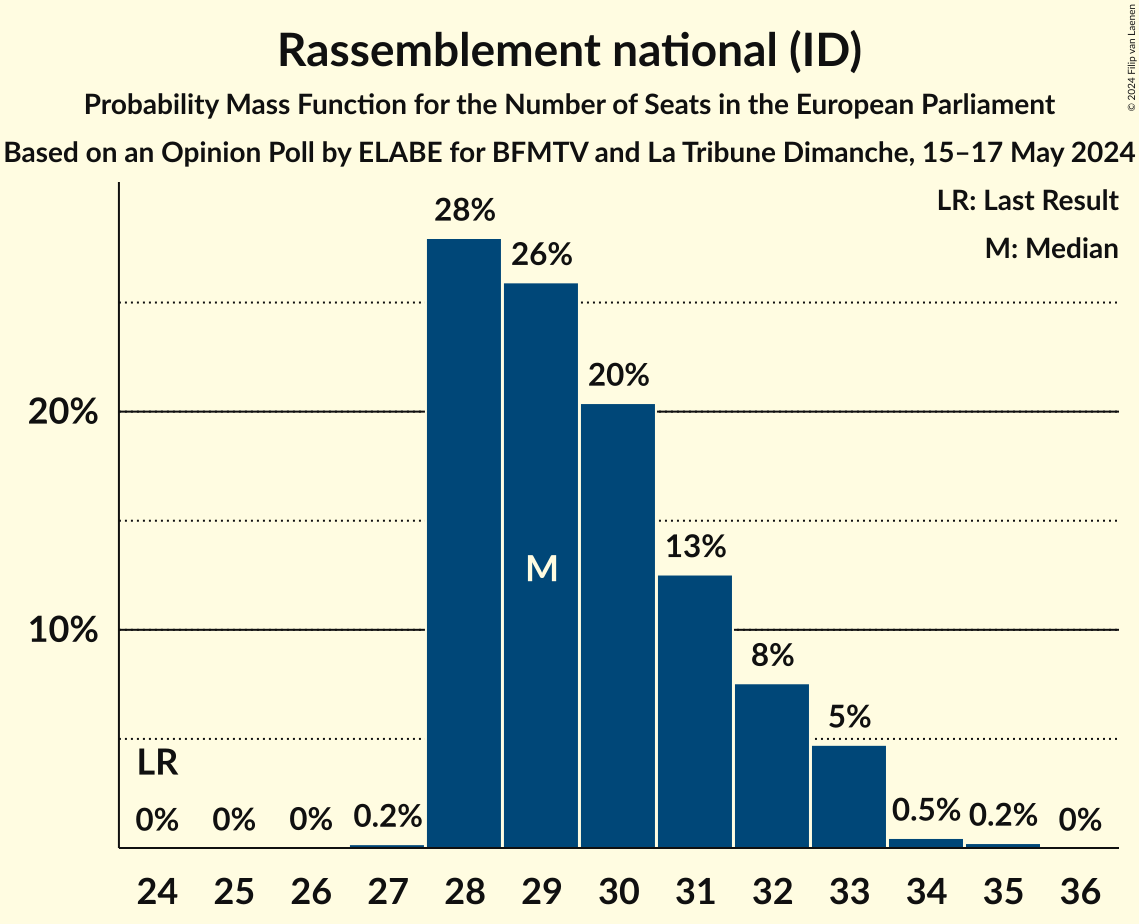 Rassemblement national (ID)
Probability Mass Function for the Number of Seats in the European Parliament
Based on an Opinion Poll by ELABE for BFMTV and La Tribune Dimanche, 15–17 May 2024
© 2024 Filip van Laenen
LR: Last Result
M: Median
28%
26%
20%
20%
13%
M
10%
8%
5%
LR
0% 0% 0% 0.2% 0.5% 0.2% 0%
24 25 26 27 28 29 30 31 32 33 34 35 36